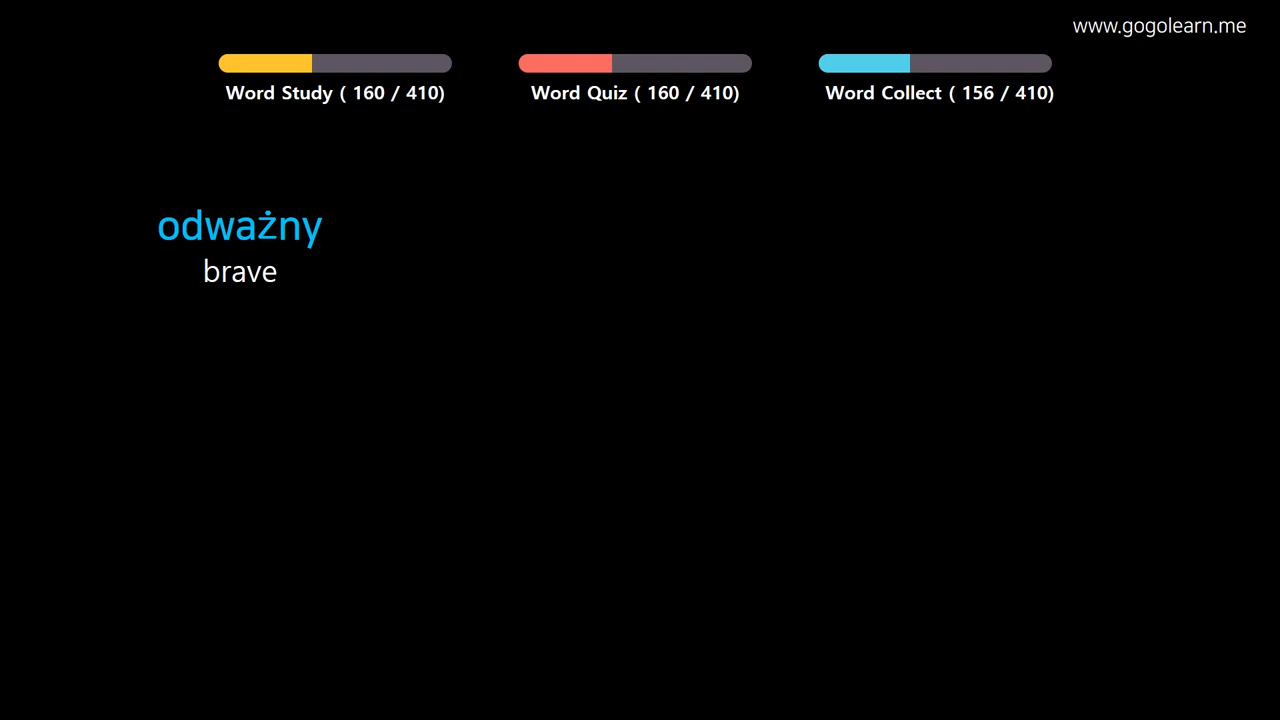 www.gogolearn.me
Word Study ( 160 / 410)
Word Quiz ( 160 / 410)
Word Collect ( 156 / 410)
odważny
brave